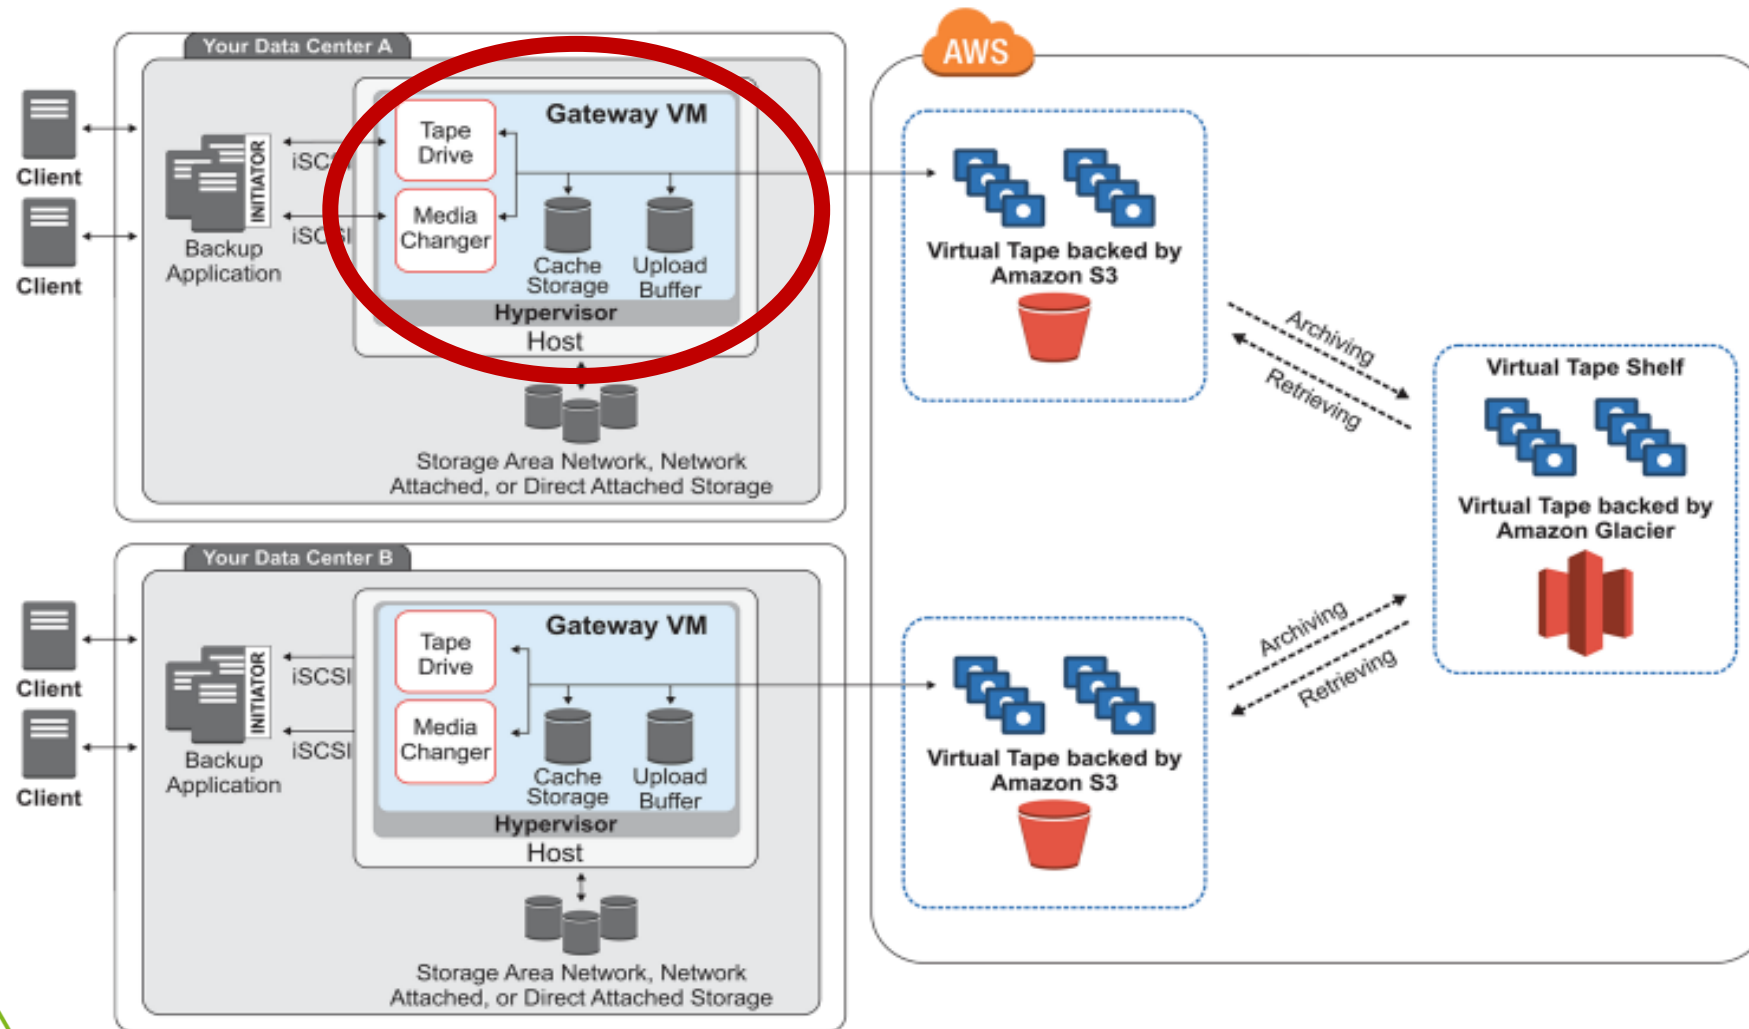 Your Data Center A
Client
Client
Backup
Application
INITIATOR
iSCSI
iSCSI
Gateway VM
Tape
Drive
Media
Changer
Cache
Storage
Upload
Buffer
Hypervisor
Host
Storage Area Network, Network
Attached, or Direct Attached Storage
Your Data Center B
Client
Client
Backup
Application
INITIATOR
iSCSI
iSCSI
Gateway VM
Tape
Drive
Media
Changer
Cache
Storage
Upload
Buffer
Hypervisor
Host
Storage Area Network, Network
Attached, or Direct Attached Storage
AWS
Virtual Tape backed by
Amazon S3
Archiving
Retrieving
Virtual Tape Shelf
Virtual Tape backed by
Amazon Glacier
Archiving
Retrieving
Virtual Tape backed by
Amazon S3